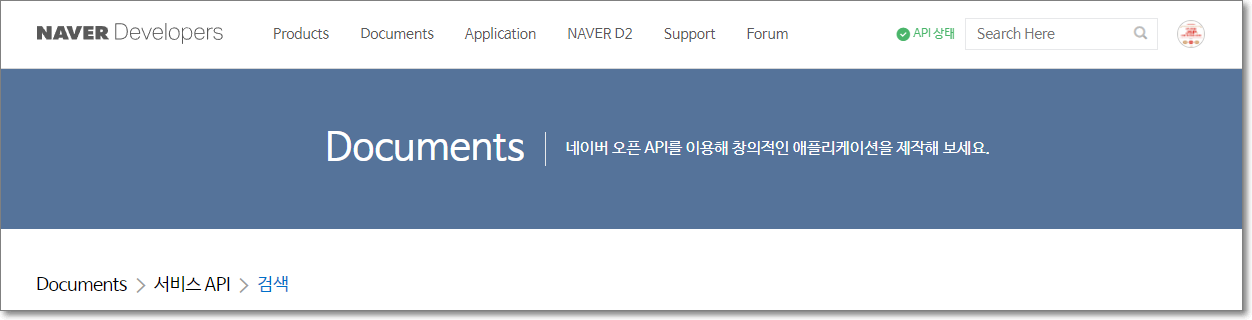 NAVER Developers Products Documents Application NAVER D2 Support Forum API 상태 Search Here
Documents 네이버 오픈 API를 이용해 창의적인 애플리케이션을 제작해 보세요.
Documents > 서비스 API > 검색